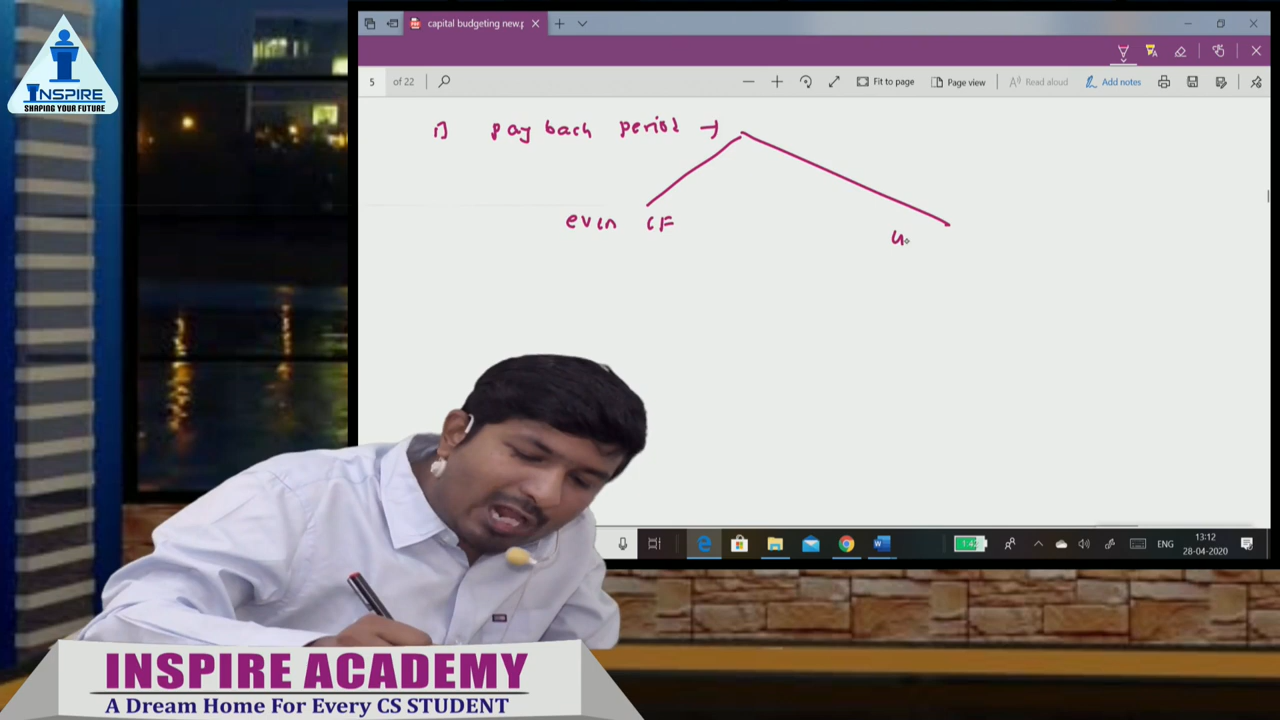 INSPIRE
SHAPING YOUR FUTURE
capital budgeting new.p
5 of 22
Fit to page
Page view
Read aloud
Add notes
1) pay back period →
even CF
u
1:42
ENG
13:12
28-04-2020
INSPIRE ACADEMY
A Dream Home For Every CS STUDENT